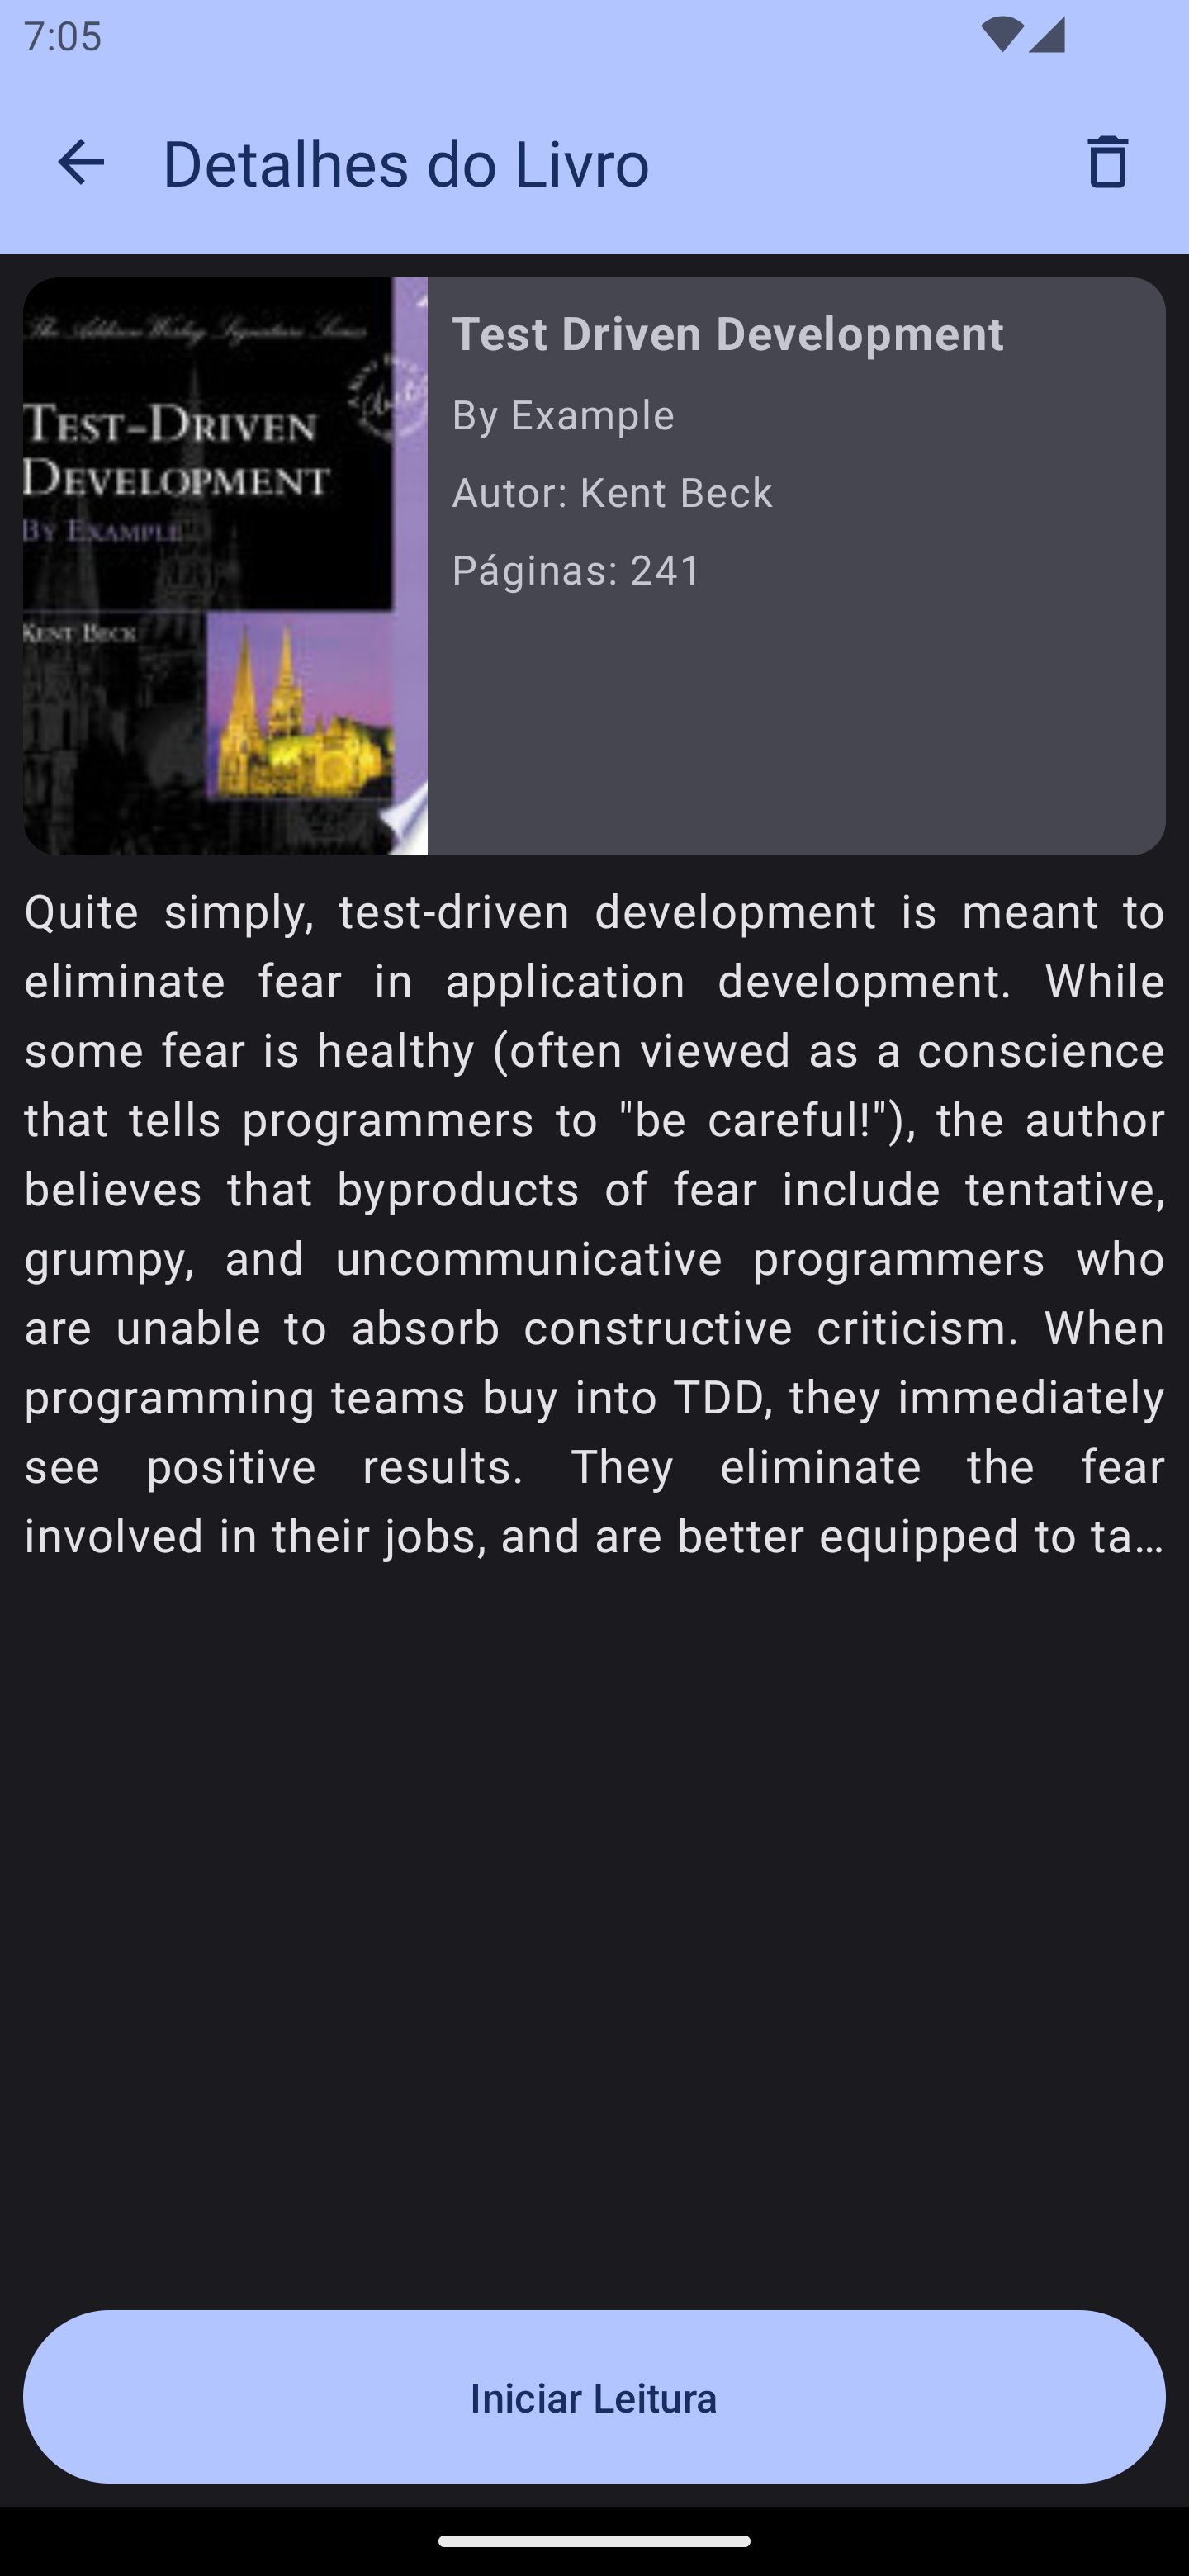 7:05
Detalhes do Livro
The Addison Wesley Signature Series
TEST-DRIVEN
DEVELOPMENT
BY EXAMPLE
KENT BECK
Test Driven Development
By Example
Autor: Kent Beck
Páginas: 241
Quite simply, test-driven development is meant to
eliminate fear in application development. While
some fear is healthy (often viewed as a conscience
that tells programmers to "be careful!"), the author
believes that byproducts of fear include tentative,
grumpy, and uncommunicative programmers who
are unable to absorb constructive criticism. When
programming teams buy into TDD, they immediately
see positive results. They eliminate the fear
involved in their jobs, and are better equipped to ta…
Iniciar Leitura